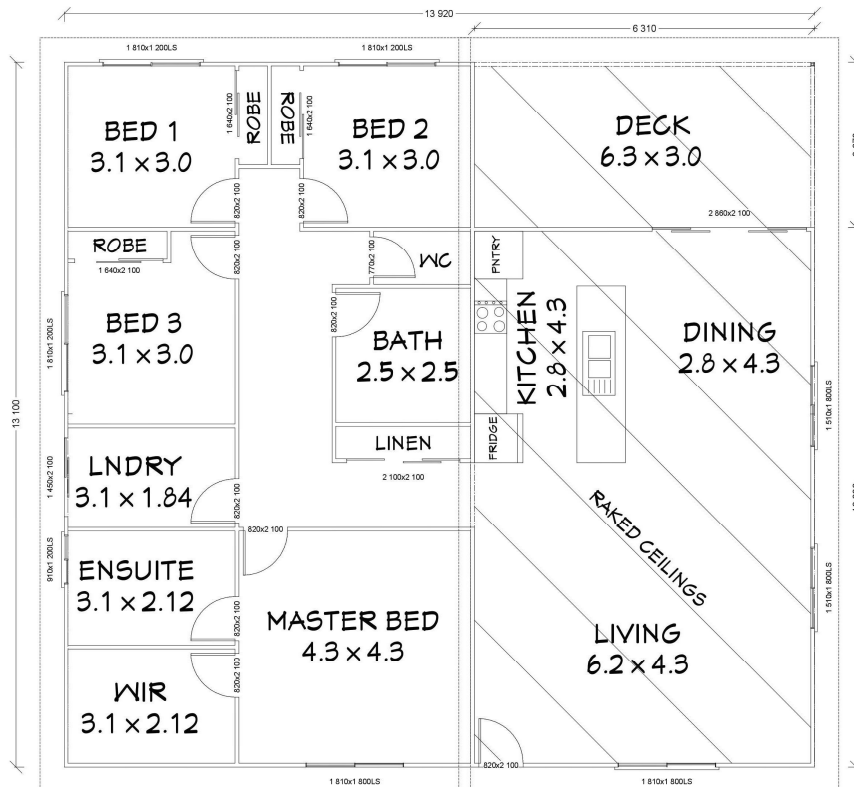 13 920
6 310
1 810x1 200LS
1 810x1 200LS
BED 1
3.1 x 3.0
1 640x2 100
ROBE
ROBE
1 640x2 100
BED 2
3.1 x 3.0
DECK
6.3 x 3.0
820x2 100
820x2 100
2 860x2 100
ROBE
1 640x2 100
820x2 100
770x2 100
WC
PNTRY
1 810x1 200LS
BED 3
3.1 x 3.0
820x2 100
BATH
2.5 x 2.5
KITCHEN
2.8 x 4.3
DINING
2.8 x 4.3
13 100
1 510x1 800LS
LINEN
FRIDGE
2 100x2 100
1 450x2 100
LNDRY
3.1 x 1.84
820x2 100
820x2 100
RAKED CEILINGS
910x1 200LS
ENSUITE
3.1 x 2.12
820x2 100
MASTER BED
4.3 x 4.3
LIVING
6.2 x 4.3
1 510x1 800LS
WIR
3.1 x 2.12
820x2 100
820x2 100
1 810x1 800LS
1 810x1 800LS